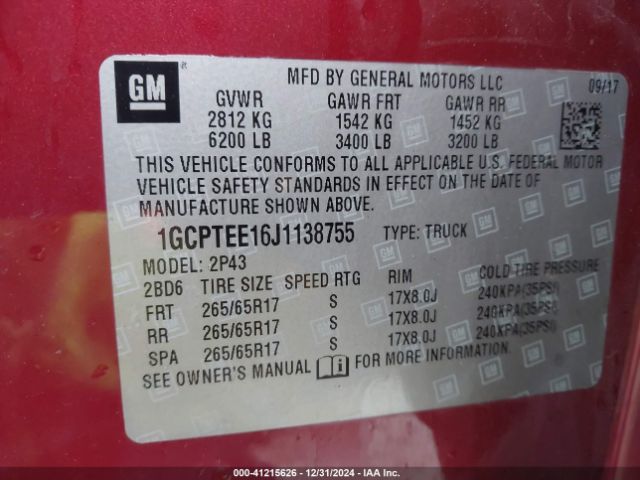 GM ®
MFD BY GENERAL MOTORS LLC 09/17
GVWR GAWR FRT GAWR RR
2812 KG 1542 KG 1452 KG
6200 LB 3400 LB 3200 LB
THIS VEHICLE CONFORMS TO ALL APPLICABLE U.S. FEDERAL MOTOR
VEHICLE SAFETY STANDARDS IN EFFECT ON THE DATE OF
MANUFACTURE SHOWN ABOVE.
1GCPTEE16J1138755 TYPE: TRUCK
MODEL: 2P43
2BD6 TIRE SIZE SPEED RTG RIM COLD TIRE PRESSURE
FRT 265/65R17 S 17X8.0J 240KPA(35PSI)
RR 265/65R17 S 17X8.0J 240KPA(35PSI)
SPA 265/65R17 S 17X8.0J 240KPA(35PSI)
SEE OWNER'S MANUAL FOR MORE INFORMATION.
000-41215626 - 12/31/2024 - IAA Inc.